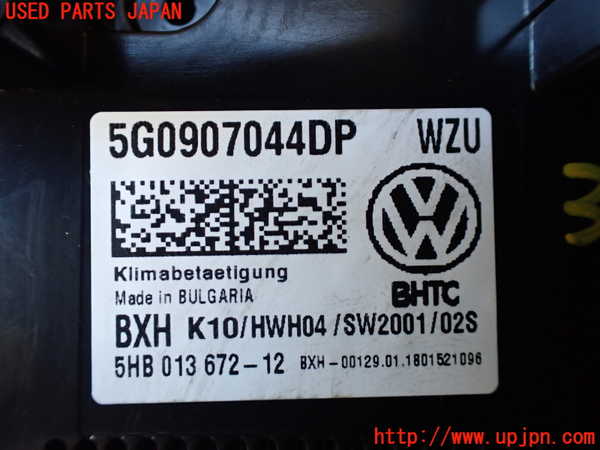 USED PARTS JAPAN
5G0907044DP WZU
Klimabetaetigung
Made in BULGARIA
BHTC
BXH K10/HWH04/SW2001/02S
5HB 013 672-12 BXH-00129.01.1801521096
http://www.upjpn.com/